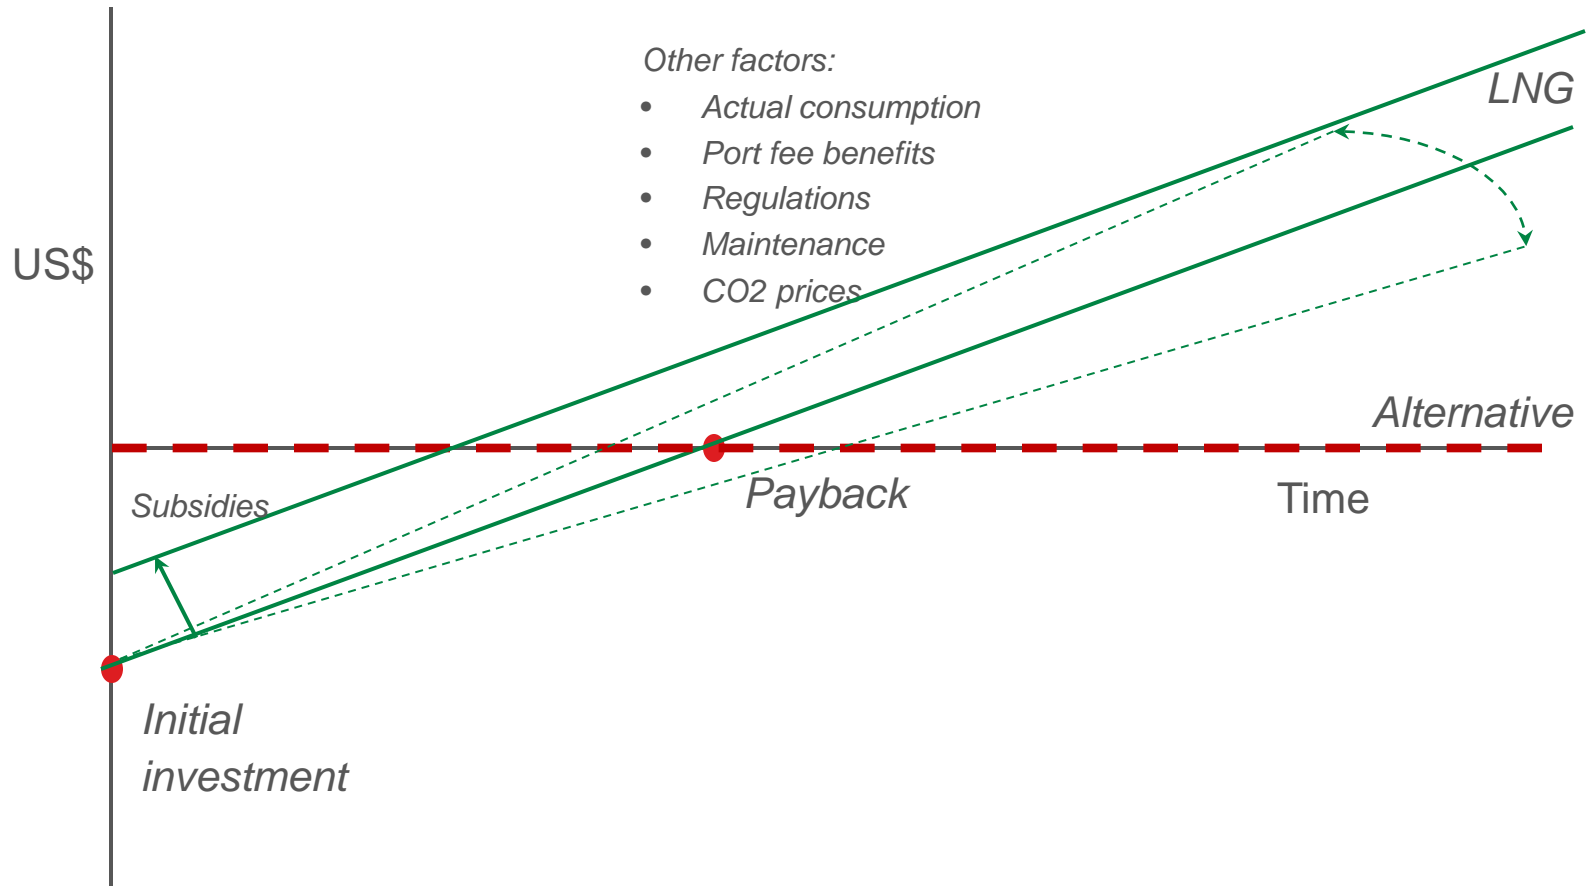 Other factors:
• Actual consumption
• Port fee benefits
• Regulations
• Maintenance
• CO2 prices
LNG
US$
Alternative
Subsidies
Payback
Time
Initial
investment